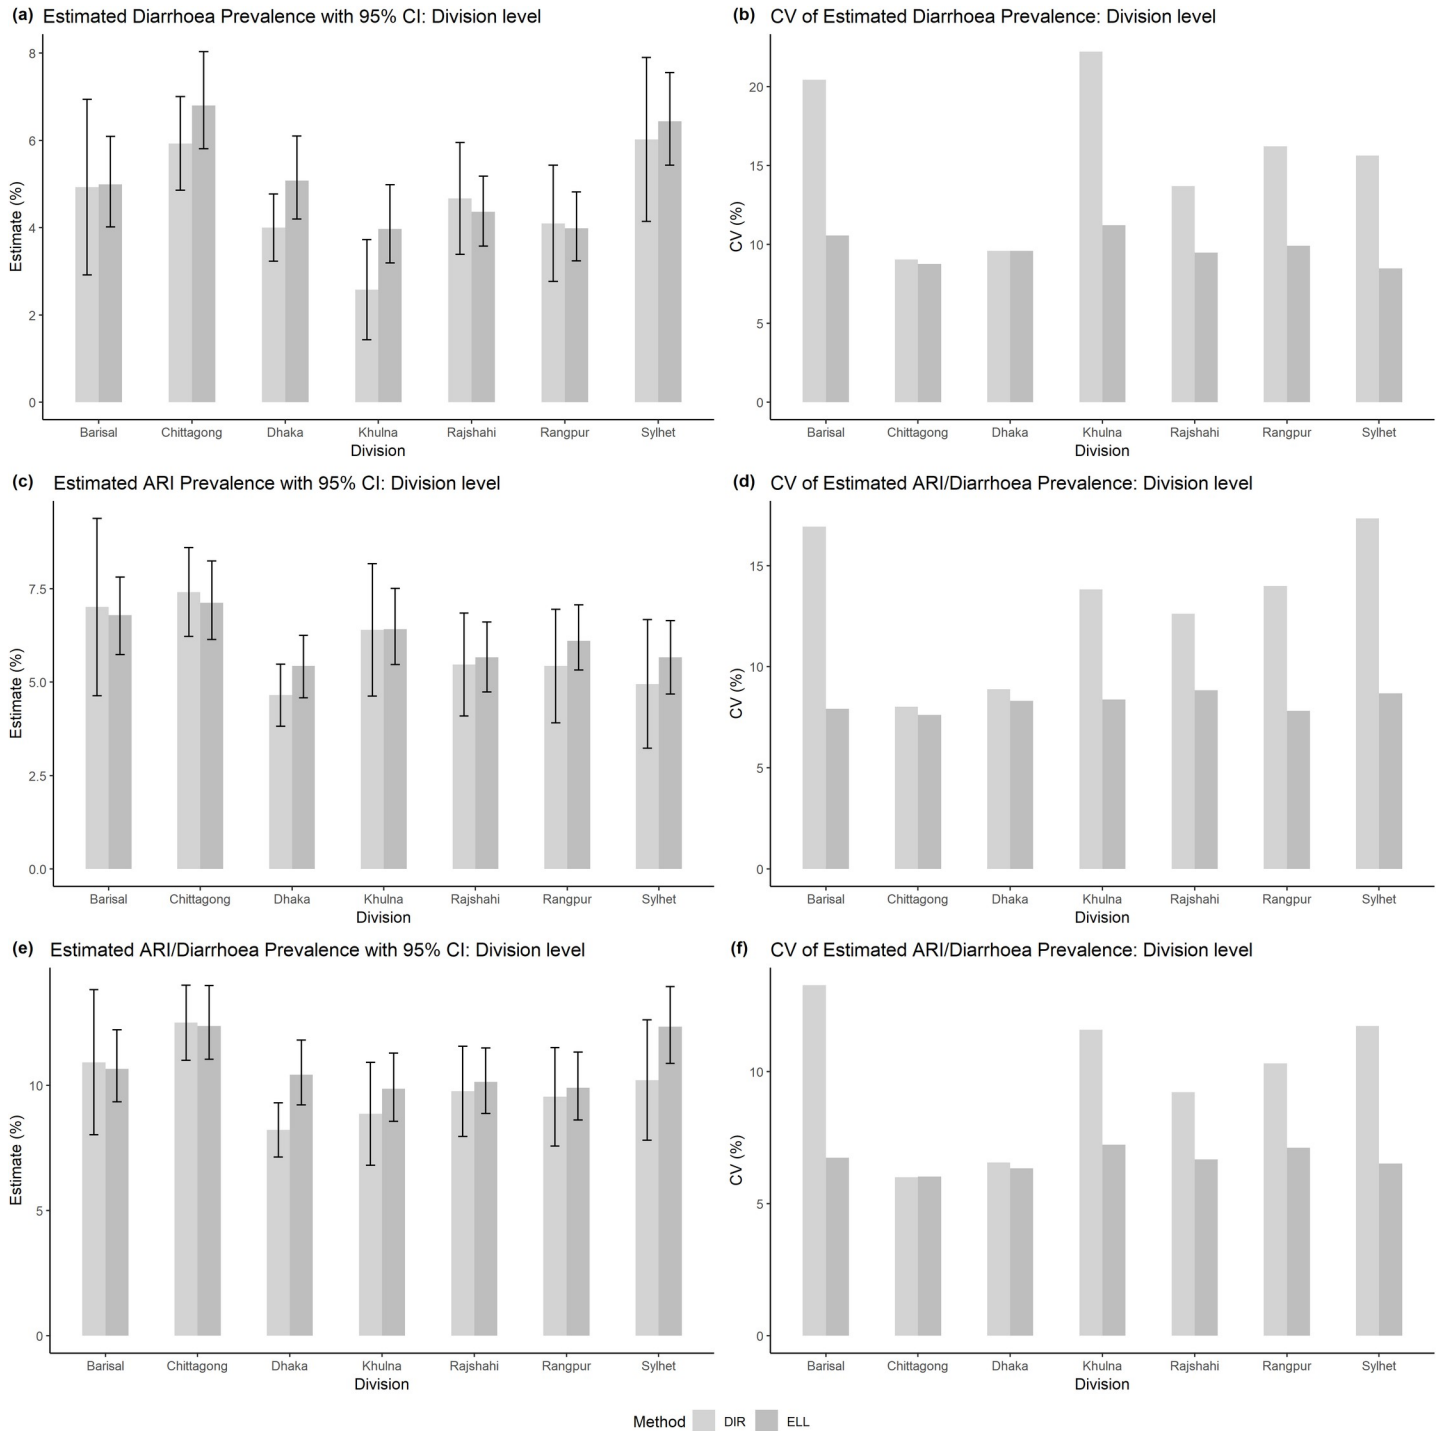 (a) Estimated Diarrhoea Prevalence with 95% CI: Division level
8
6
4
2
0
Estimate (%)
Barisal Chittagong Dhaka Khulna Rajshahi Rangpur Sylhet
Division
(b) CV of Estimated Diarrhoea Prevalence: Division level
20
15
10
5
0
CV (%)
Barisal Chittagong Dhaka Khulna Rajshahi Rangpur Sylhet
Division
(c) Estimated ARI Prevalence with 95% CI: Division level
7.5
5.0
2.5
0.0
Estimate (%)
Barisal Chittagong Dhaka Khulna Rajshahi Rangpur Sylhet
Division
(d) CV of Estimated ARI/Diarrhoea Prevalence: Division level
15
10
5
0
CV (%)
Barisal Chittagong Dhaka Khulna Rajshahi Rangpur Sylhet
Division
(e) Estimated ARI/Diarrhoea Prevalence with 95% CI: Division level
10
5
0
Estimate (%)
Barisal Chittagong Dhaka Khulna Rajshahi Rangpur Sylhet
Division
(f) CV of Estimated ARI/Diarrhoea Prevalence: Division level
10
5
0
CV (%)
Barisal Chittagong Dhaka Khulna Rajshahi Rangpur Sylhet
Division
Method DIR ELL